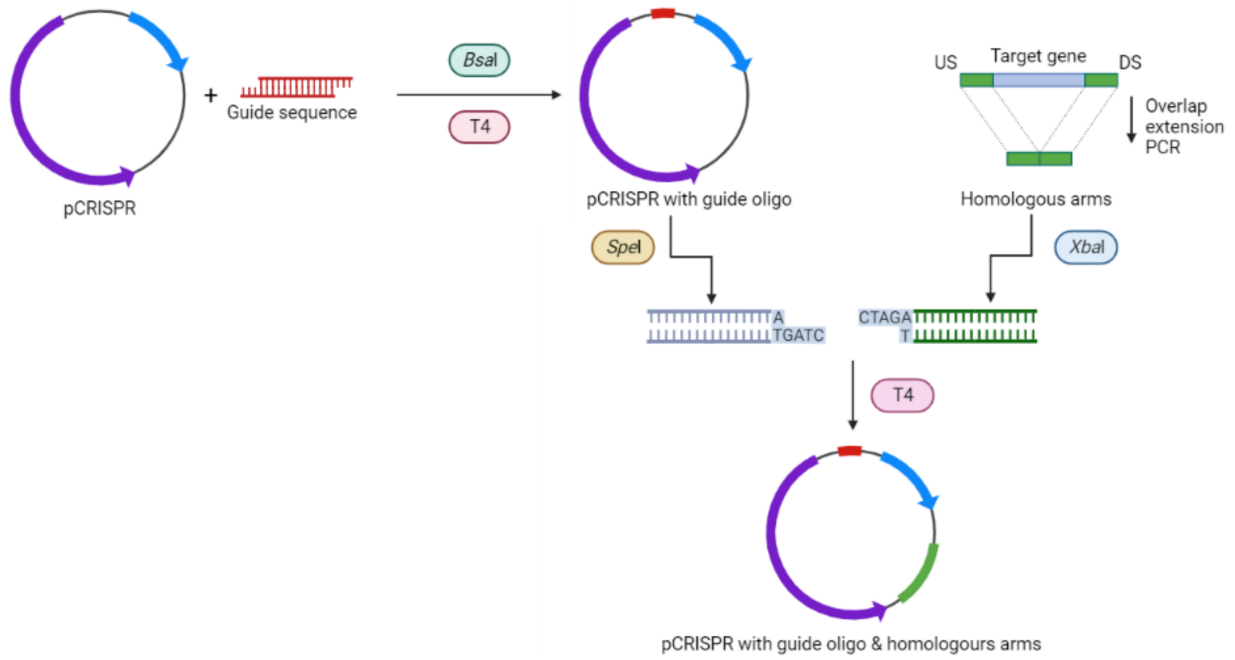 BsaI
US
Target gene
DS
+
Guide sequence
T4
Overlap
extension
PCR
pCRISPR
pCRISPR with guide oligo
Homologous arms
SpeI
XbaI
A
TGATC
CTAGA
T
T4
pCRISPR with guide oligo & homologours arms